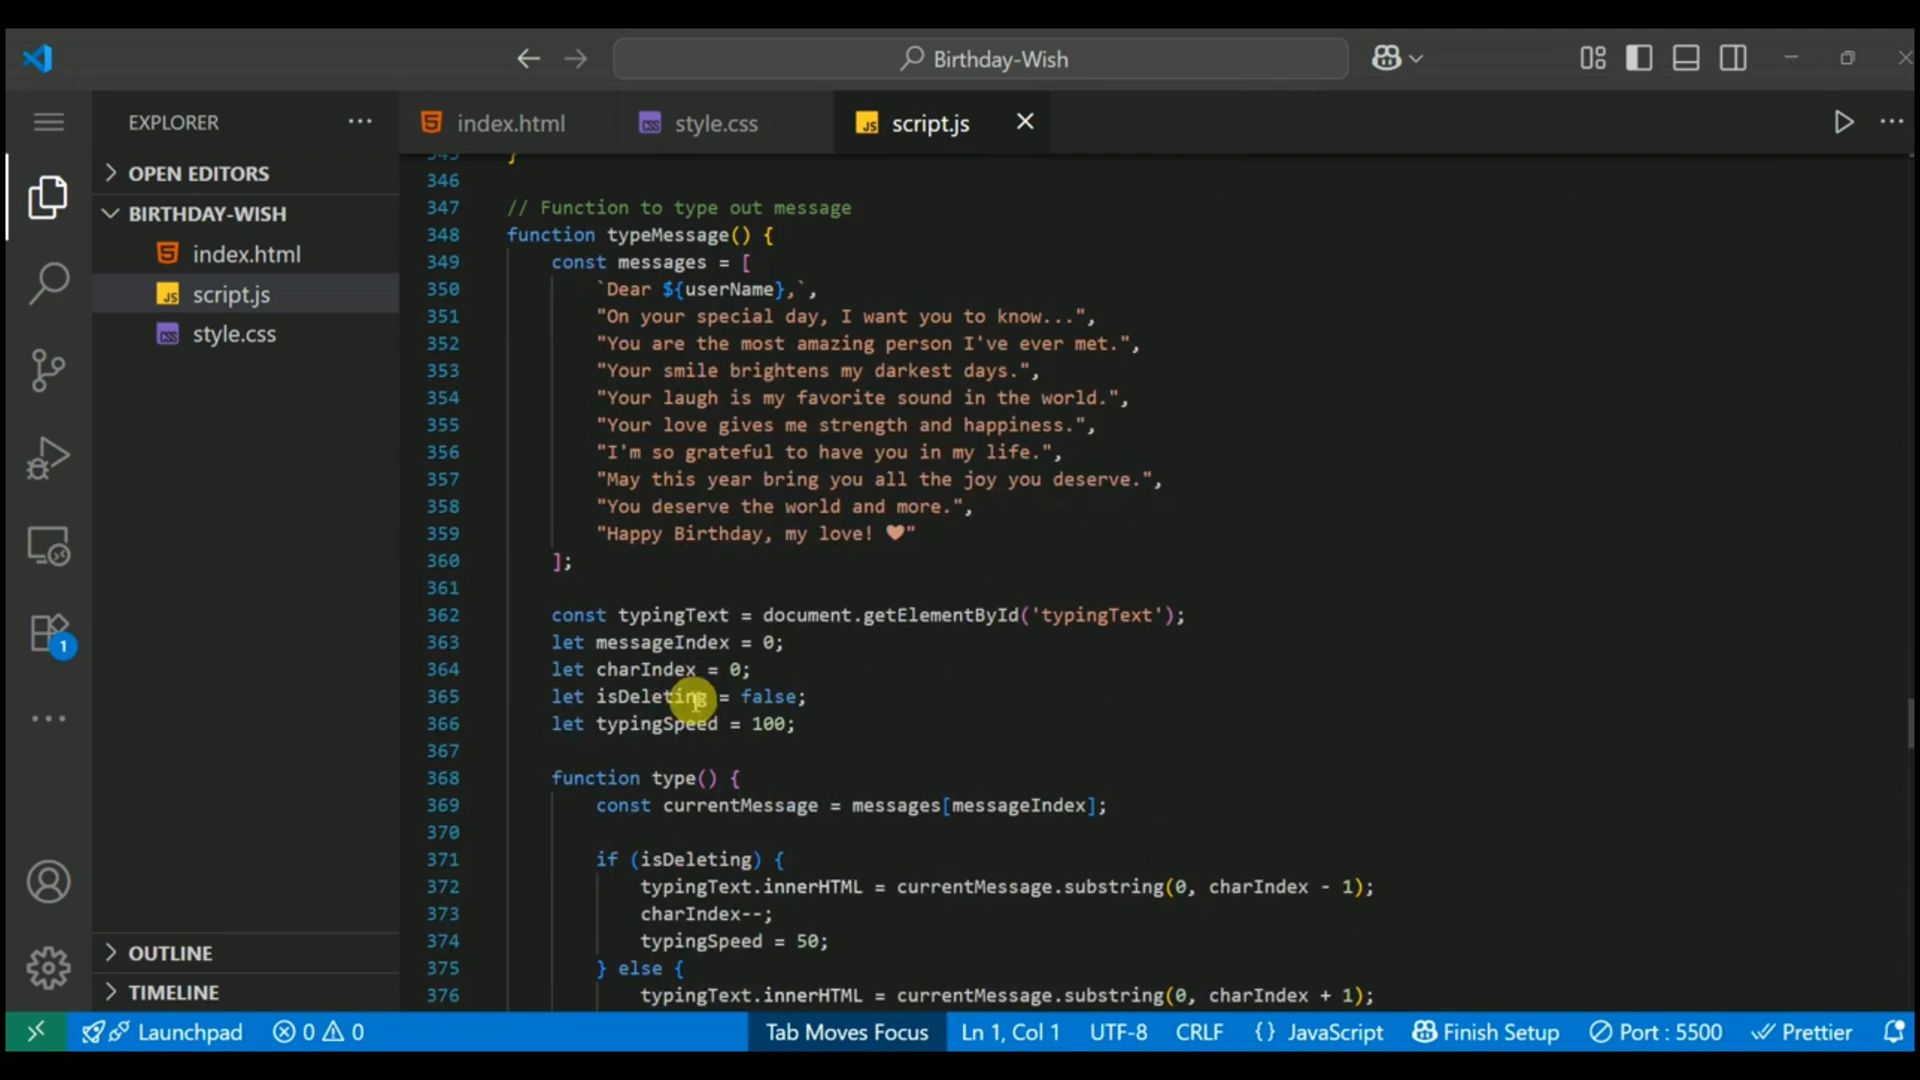 Birthday-Wish
EXPLORER
index.html
style.css
script.js
OPEN EDITORS
BIRTHDAY-WISH
index.html
script.js
style.css
1
OUTLINE
TIMELINE
345 }
346
347 // Function to type out message
348 function typeMessage() {
349 const messages = [
350 `Dear ${userName},`,
351 "On your special day, I want you to know...",
352 "You are the most amazing person I've ever met.",
353 "Your smile brightens my darkest days.",
354 "Your laugh is my favorite sound in the world.",
355 "Your love gives me strength and happiness.",
356 "I'm so grateful to have you in my life.",
357 "May this year bring you all the joy you deserve.",
358 "You deserve the world and more.",
359 "Happy Birthday, my love! ❤"
360 ];
361
362 const typingText = document.getElementById('typingText');
363 let messageIndex = 0;
364 let charIndex = 0;
365 let isDeleting = false;
366 let typingSpeed = 100;
367
368 function type() {
369 const currentMessage = messages[messageIndex];
370
371 if (isDeleting) {
372 typingText.innerHTML = currentMessage.substring(0, charIndex - 1);
373 charIndex--;
374 typingSpeed = 50;
375 } else {
376 typingText.innerHTML = currentMessage.substring(0, charIndex + 1);
Launchpad 0 0 Tab Moves Focus Ln 1, Col 1 UTF-8 CRLF {} JavaScript Finish Setup Port : 5500 Prettier